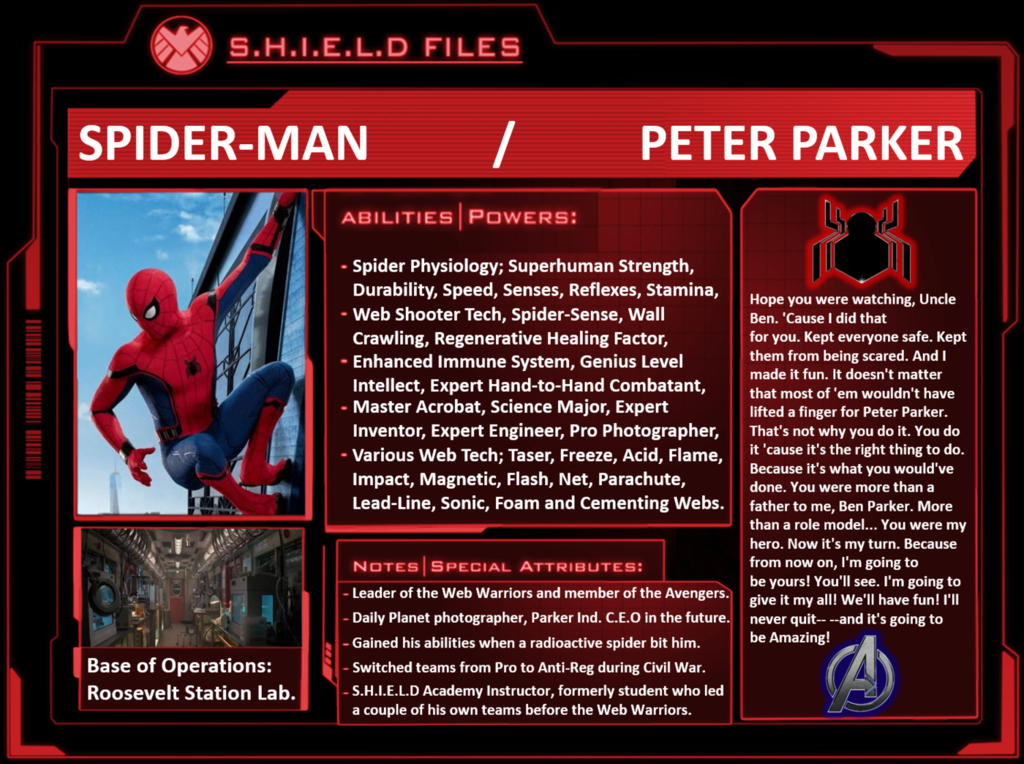 S.H.I.E.L.D FILES
SPIDER-MAN / PETER PARKER
ABILITIES|POWERS:
- Spider Physiology; Superhuman Strength,
Durability, Speed, Senses, Reflexes, Stamina,
- Web Shooter Tech, Spider-Sense, Wall
Crawling, Regenerative Healing Factor,
- Enhanced Immune System, Genius Level
Intellect, Expert Hand-to-Hand Combatant,
- Master Acrobat, Science Major, Expert
Inventor, Expert Engineer, Pro Photographer,
- Various Web Tech; Taser, Freeze, Acid, Flame,
Impact, Magnetic, Flash, Net, Parachute,
Lead-Line, Sonic, Foam and Cementing Webs.
NOTES|SPECIAL ATTRIBUTES:
- Leader of the Web Warriors and member of the Avengers.
- Daily Planet photographer, Parker Ind. C.E.O in the future.
- Gained his abilities when a radioactive spider bit him.
- Switched teams from Pro to Anti-Reg during Civil War.
- S.H.I.E.L.D Academy Instructor, formerly student who led
a couple of his own teams before the Web Warriors.
Base of Operations:
Roosevelt Station Lab.
Hope you were watching, Uncle
Ben. 'Cause I did that
for you. Kept everyone safe. Kept
them from being scared. And I
made it fun. It doesn't matter
that most of 'em wouldn't have
lifted a finger for Peter Parker.
That's not why you do it. You do
it 'cause it's the right thing to do.
Because it's what you would've
done. You were more than a
father to me, Ben Parker. More
than a role model... You were my
hero. Now it's my turn. Because
from now on, I'm going to
be yours! You'll see. I'm going to
give it my all! We'll have fun! I'll
never quit-- --and it's going to
be Amazing!